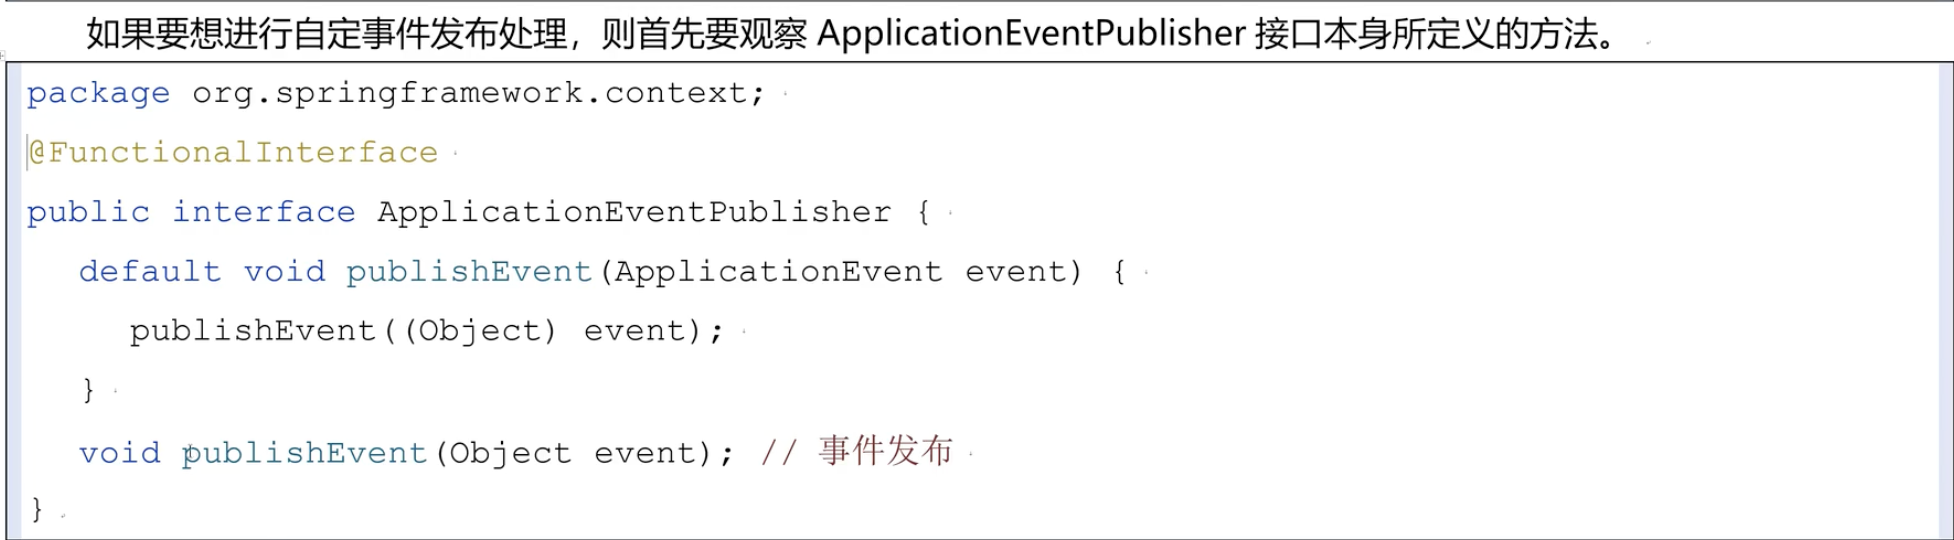 如果要想进行自定事件发布处理，则首先要观察 ApplicationEventPublisher 接口本身所定义的方法。
package org.springframework.context;
@FunctionalInterface
public interface ApplicationEventPublisher {
default void publishEvent(ApplicationEvent event) {
publishEvent((Object) event);
}
void publishEvent(Object event); // 事件发布
}